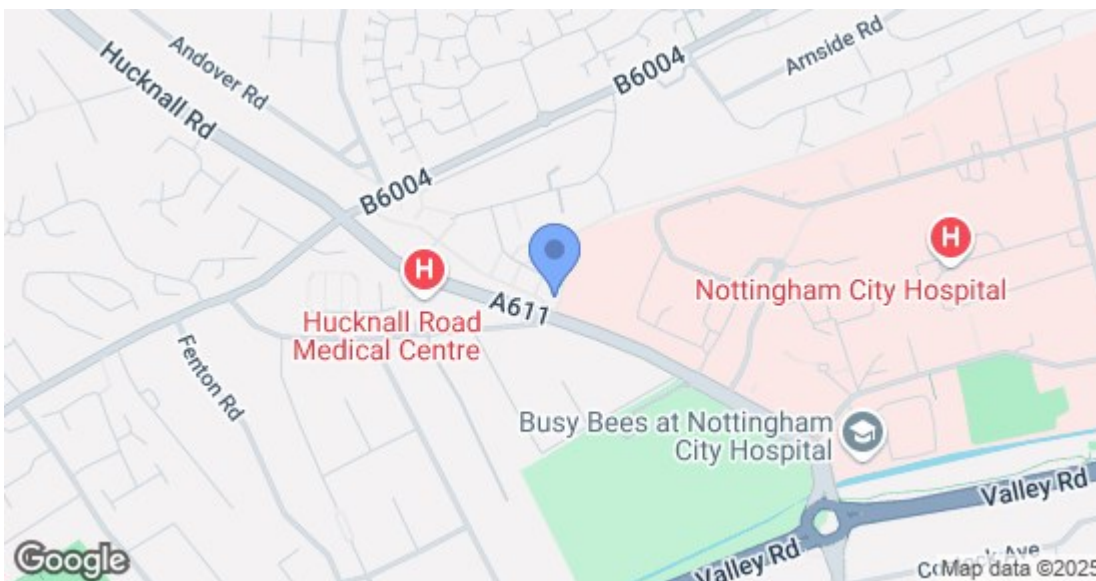 Andover Rd
Arnside Rd
B6004
Hucknall Rd
B6004
H
Nottingham City Hospital
H
A611
Hucknall Road
Medical Centre
Fenton Rd
Busy Bees at Nottingham
City Hospital
Valley Rd
Valley Rd
Google
Map data ©2025